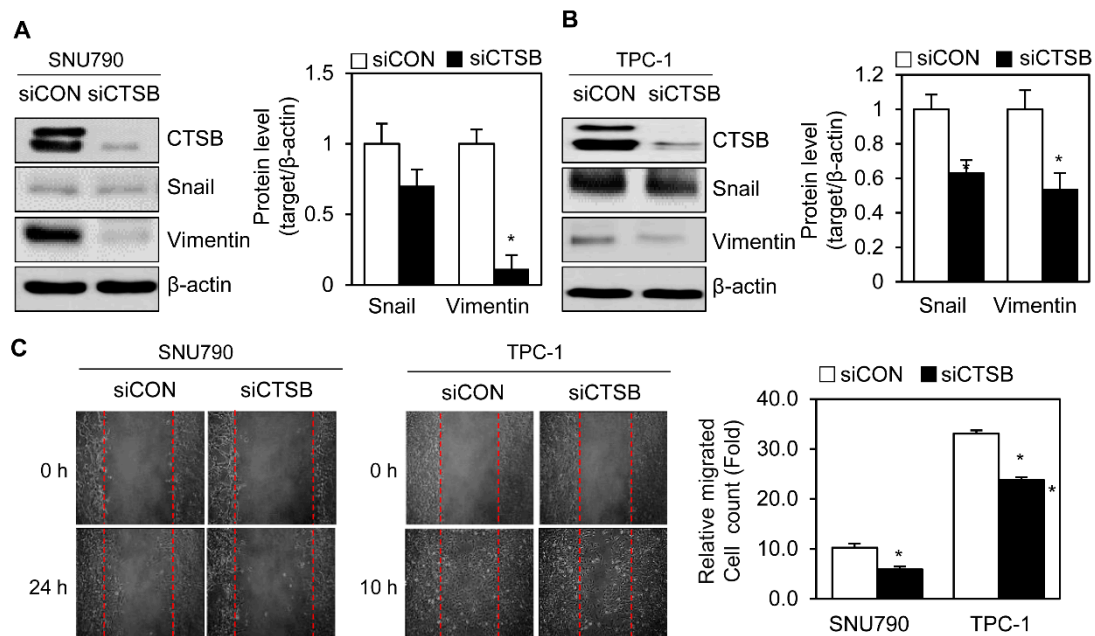 A
SNU790
siCON siCTSB
CTSB
Snail
Vimentin
β-actin
siCON siCTSB
Protein level
(target/β-actin)
1.5
1
0.5
0
*
Snail Vimentin
B
TPC-1
siCON siCTSB
CTSB
Snail
Vimentin
β-actin
siCON siCTSB
Protein level
(target/β-actin)
1.2
1
0.8
0.6
0.4
0.2
0
* *
Snail Vimentin
C
SNU790
siCON siCTSB
0 h
24 h
TPC-1
siCON siCTSB
0 h
10 h
siCON siCTSB
Relative migrated
Cell count (Fold)
40.0
30.0
20.0
10.0
0.0
*
*
*
SNU790 TPC-1